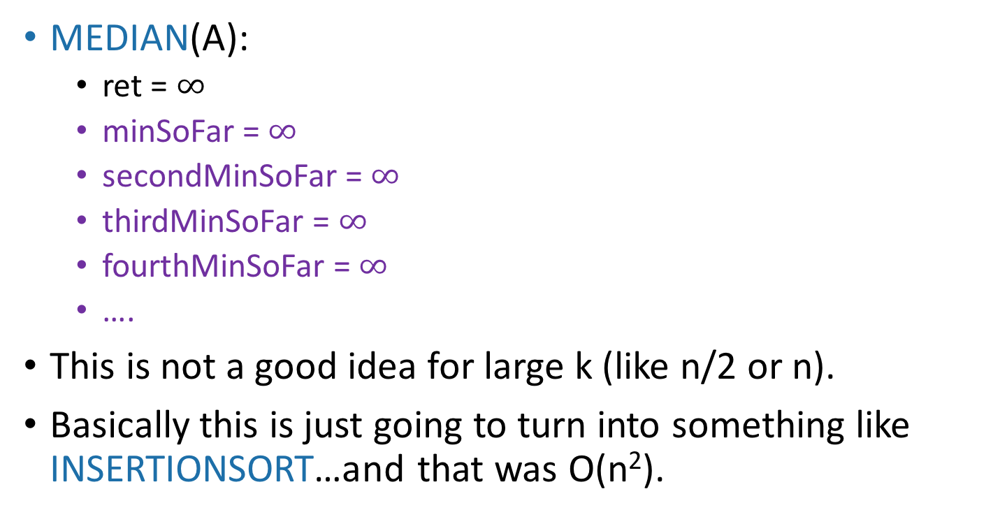 • MEDIAN(A):
• ret = ∞
• minSoFar = ∞
• secondMinSoFar = ∞
• thirdMinSoFar = ∞
• fourthMinSoFar = ∞
• ….
• This is not a good idea for large k (like n/2 or n).
• Basically this is just going to turn into something like
INSERTIONSORT…and that was O(n²).